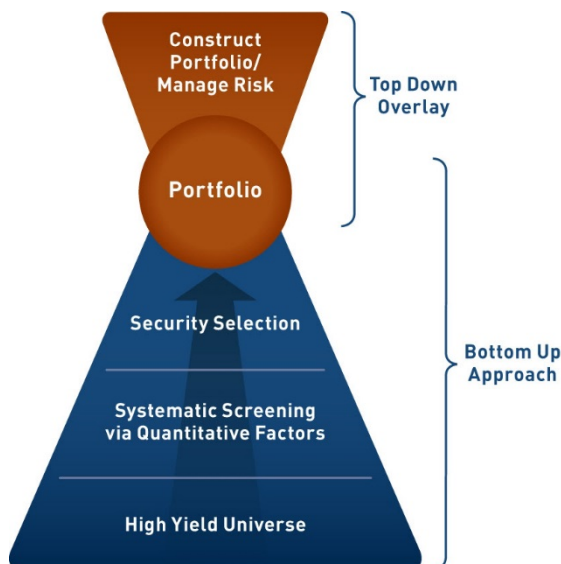 Construct
Portfolio/
Manage Risk
Top Down
Overlay
Portfolio
Security Selection
Bottom Up
Approach
Systematic Screening
via Quantitative Factors
High Yield Universe